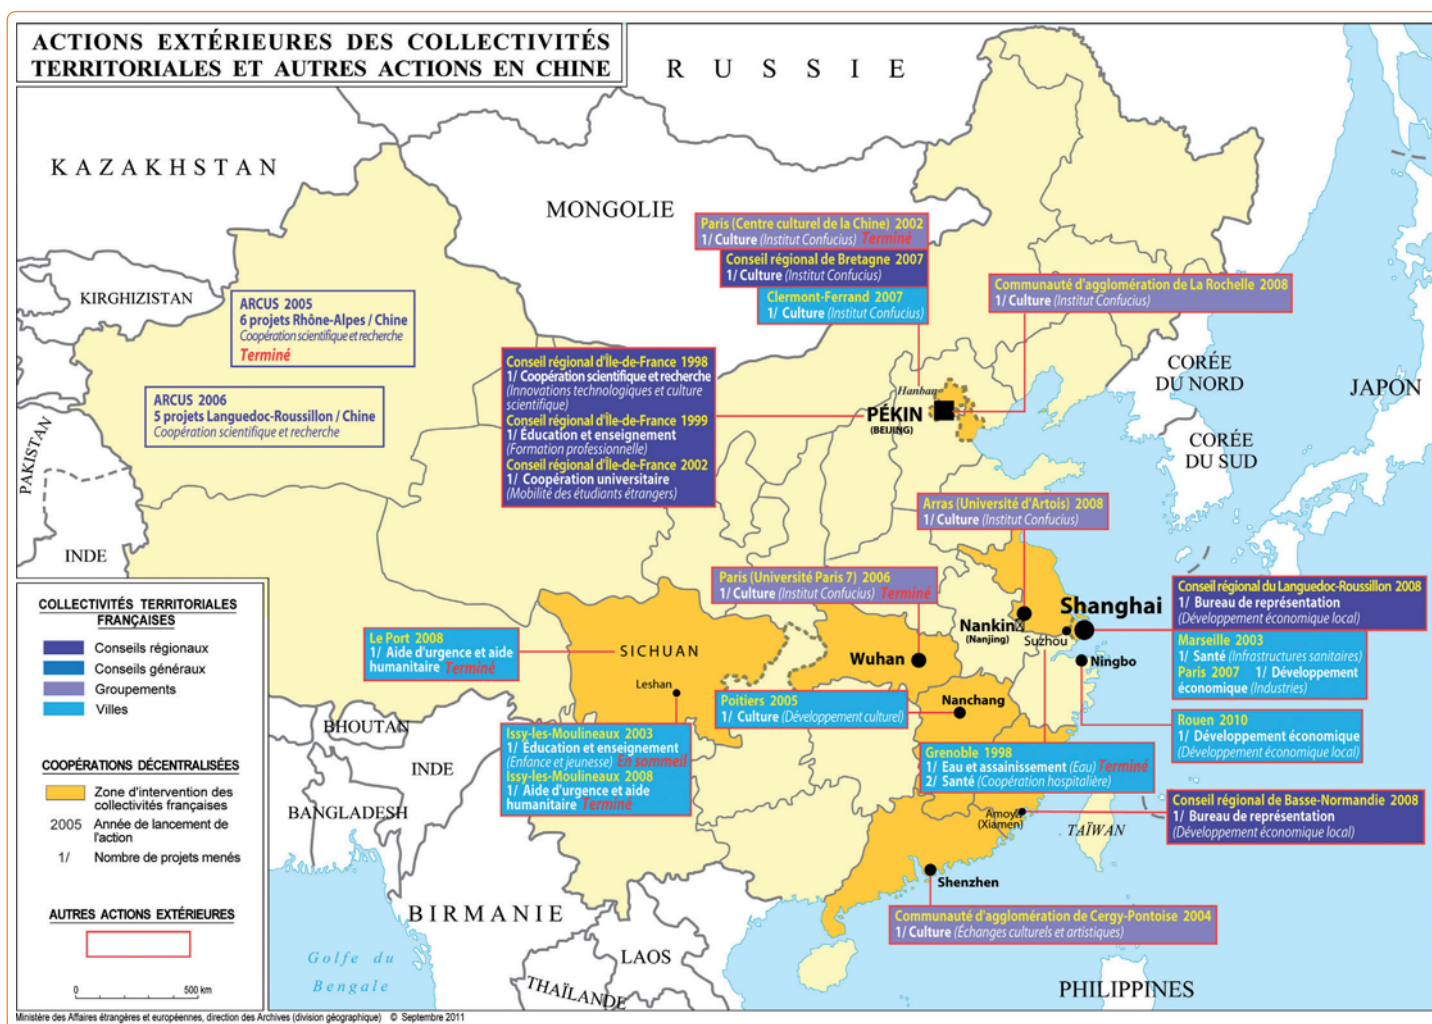 ACTIONS EXTÉRIEURES DES COLLECTIVITÉS
TERRITORIALES ET AUTRES ACTIONS EN CHINE
RUSSIE
KAZAKHSTAN
MONGOLIE
KIRGHIZISTAN
PAKISTAN
INDE
CORÉE
DU NORD
CORÉE
DU SUD
JAPON
ARCUS 2005
6 projets Rhône-Alpes / Chine
Coopération scientifique et recherche
Terminé
ARCUS 2006
5 projets Languedoc-Roussillon / Chine
Coopération scientifique et recherche
Paris (Centre culturel de la Chine) 2002
1/ Culture (Institut Confucius) Terminé
Conseil régional de Bretagne 2007
1/ Culture (Institut Confucius)
Clermont-Ferrand 2007
1/ Culture (Institut Confucius)
Communauté d'agglomération de La Rochelle 2008
1/ Culture (Institut Confucius)
Conseil régional d'Île-de-France 1998
1/ Coopération scientifique et recherche
(Innovations technologiques et culture
scientifique)
Conseil régional d'Île-de-France 1999
1/ Éducation et enseignement
(Formation professionnelle)
Conseil régional d'Île-de-France 2002
1/ Coopération universitaire
(Mobilité des étudiants étrangers)
Hanban
PÉKIN
(BEIJING)
Arras (Université d'Artois) 2008
1/ Culture (Institut Confucius)
Paris (Université Paris 7) 2006
1/ Culture (Institut Confucius) Terminé
Shanghai
Nankin
(Nanjing)
Suzhou
Ningbo
Wuhan
Nanchang
Conseil régional du Languedoc-Roussillon 2008
1/ Bureau de représentation
(Développement économique local)
Marseille 2003
1/ Santé (Infrastructures sanitaires)
Paris 2007 1/ Développement
économique (Industries)
Rouen 2010
1/ Développement économique
(Développement économique local)
Le Port 2008
1/ Aide d'urgence et aide
humanitaire Terminé
SICHUAN
Leshan
Poitiers 2005
1/ Culture (Développement culturel)
Issy-les-Moulineaux 2003
1/ Éducation et enseignement
(Enfance et jeunesse) En sommeil
Issy-les-Moulineaux 2008
1/ Aide d'urgence et aide
humanitaire Terminé
Grenoble 1998
1/ Eau et assainissement (Eau) Terminé
2/ Santé (Coopération hospitalière)
Conseil régional de Basse-Normandie 2008
1/ Bureau de représentation
(Développement économique local)
Amoy
(Xiamen)
TAÏWAN
Shenzhen
Communauté d'agglomération de Cergy-Pontoise 2004
1/ Culture (Échanges culturels et artistiques)
BHOUTAN
INDE
BANGLADESH
BIRMANIE
LAOS
THAÏLANDE
PHILIPPINES
Golfe du
Bengale
COLLECTIVITÉS TERRITORIALES
FRANÇAISES
Conseils régionaux
Conseils généraux
Groupements
Villes
COOPÉRATIONS DÉCENTRALISÉES
Zone d'intervention des
collectivités françaises
2005 Année de lancement de
l'action
1/ Nombre de projets menés
AUTRES ACTIONS EXTÉRIEURES
0 500 km
Ministère des Affaires étrangères et européennes, direction des Archives (division géographique) © Septembre 2011